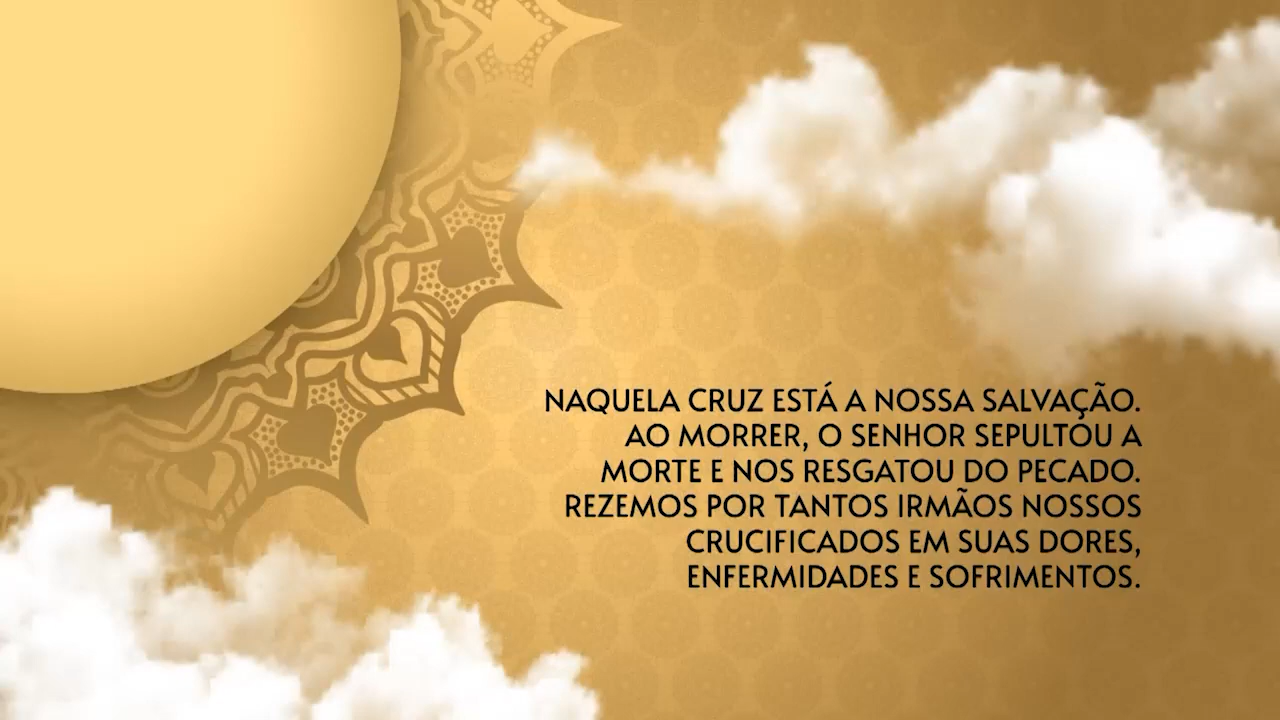 NAQUELA CRUZ ESTÁ A NOSSA SALVAÇÃO.
AO MORRER, O SENHOR SEPULTOU A
MORTE E NOS RESGATOU DO PECADO.
REZEMOS POR TANTOS IRMÃOS NOSSOS
CRUCIFICADOS EM SUAS DORES,
ENFERMIDADES E SOFRIMENTOS.